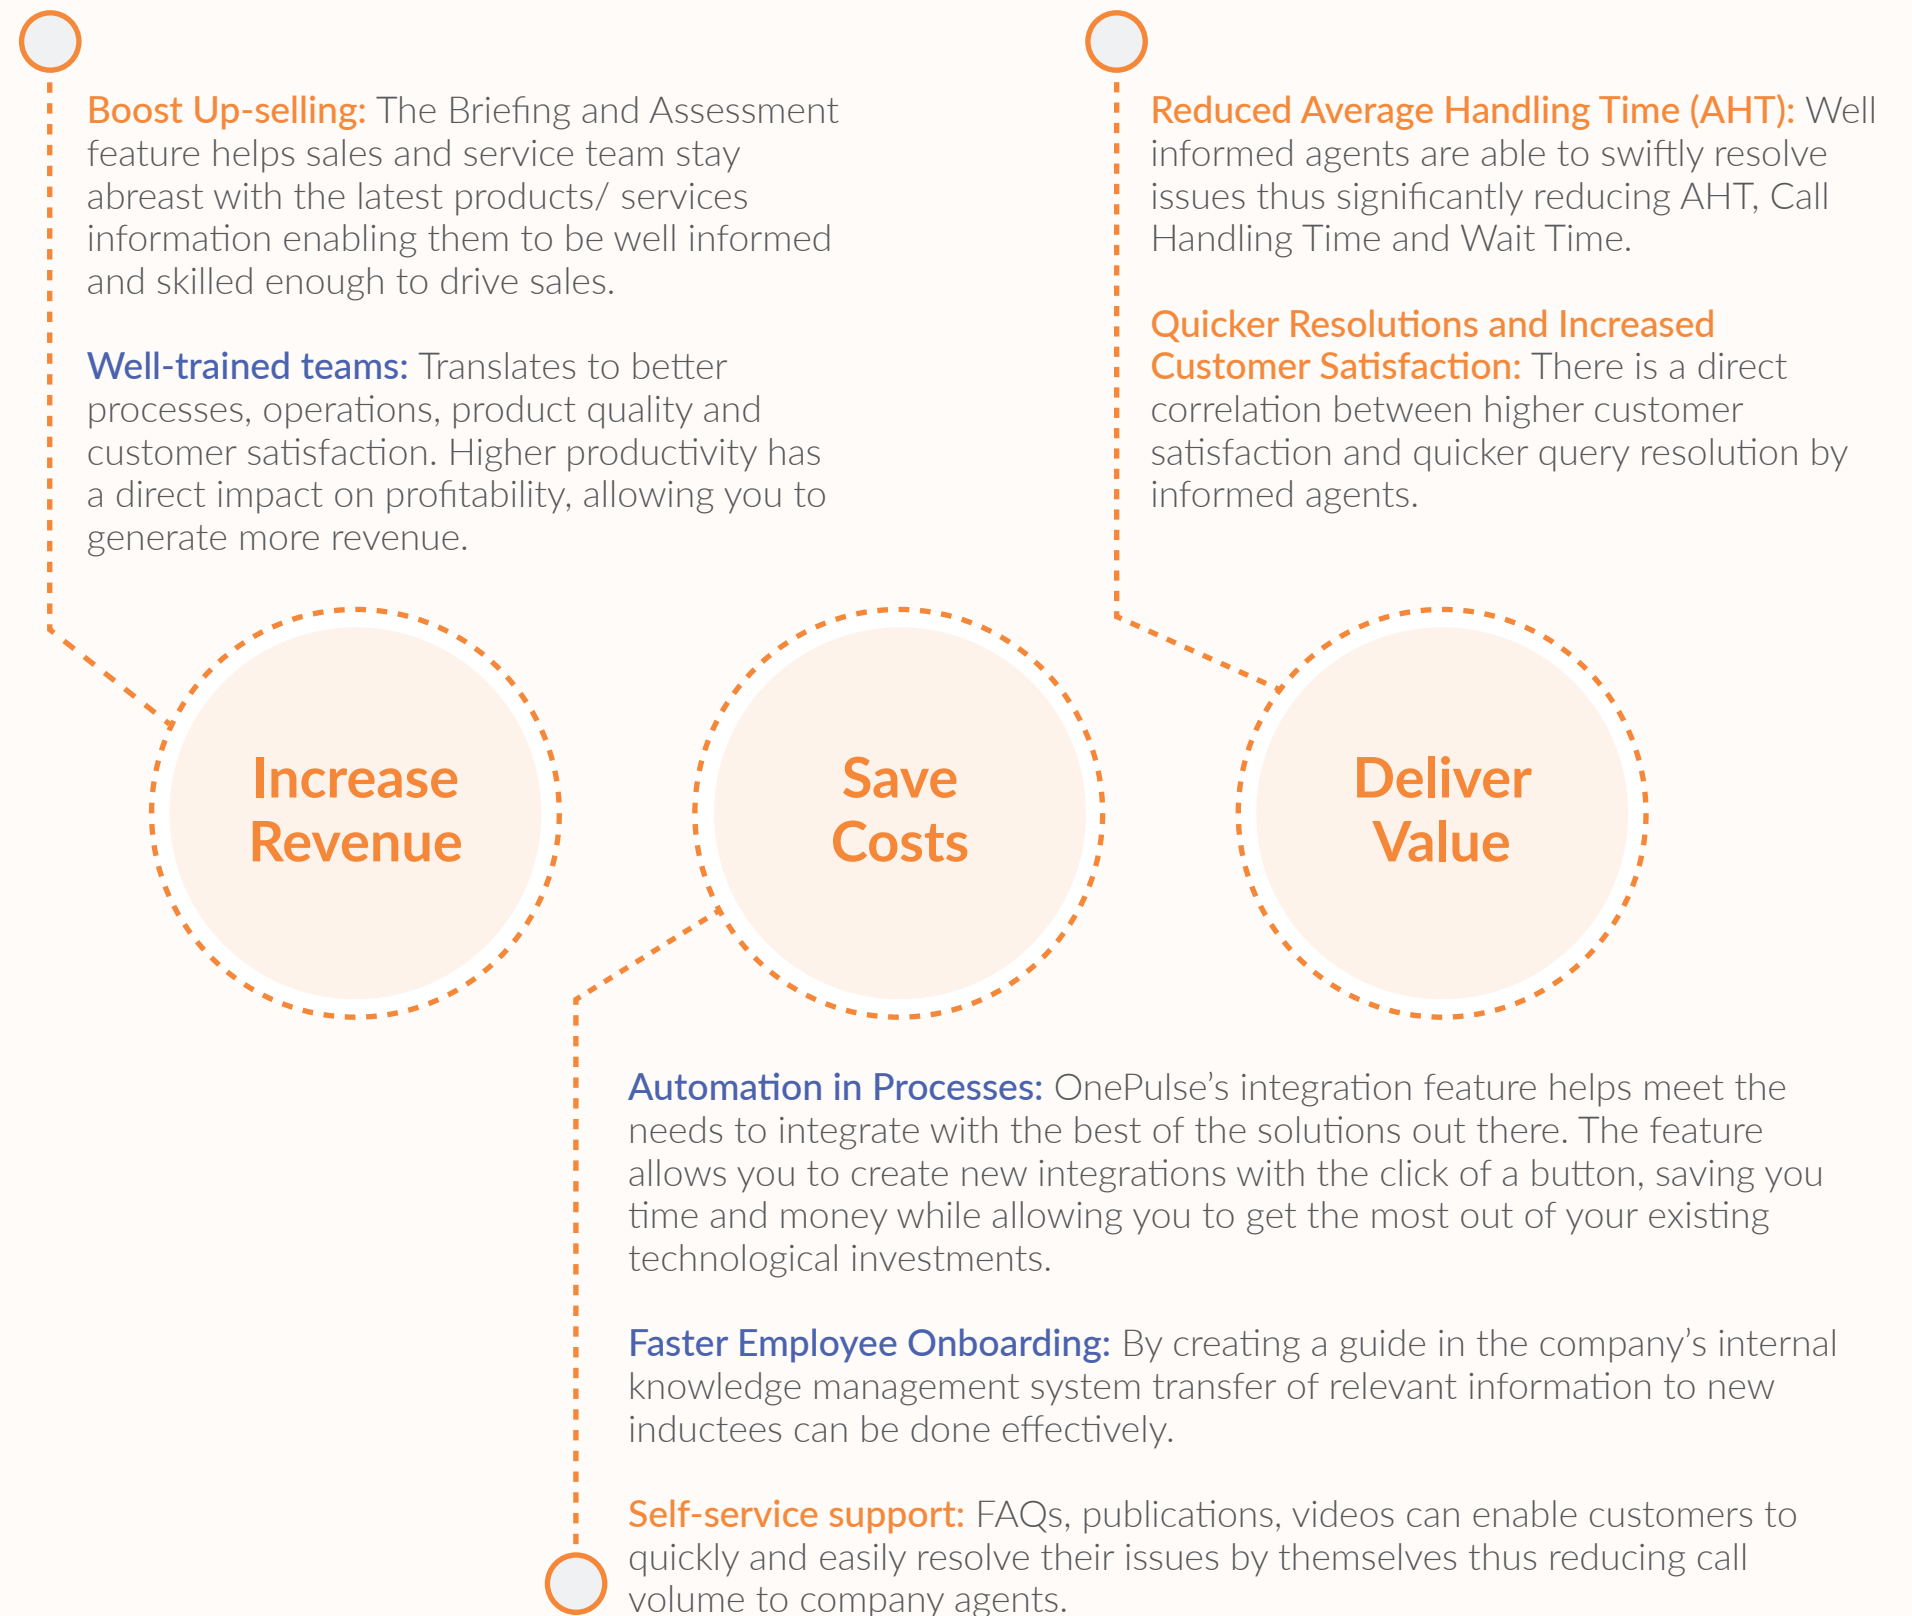 Boost Up-selling: The Briefing and Assessment
feature helps sales and service team stay
abreast with the latest products/ services
information enabling them to be well informed
and skilled enough to drive sales.
Well-trained teams: Translates to better
processes, operations, product quality and
customer satisfaction. Higher productivity has
a direct impact on profitability, allowing you to
generate more revenue.
Reduced Average Handling Time (AHT): Well
informed agents are able to swiftly resolve
issues thus significantly reducing AHT, Call
Handling Time and Wait Time.
Quicker Resolutions and Increased
Customer Satisfaction: There is a direct
correlation between higher customer
satisfaction and quicker query resolution by
informed agents.
Increase
Revenue
Save
Costs
Deliver
Value
Automation in Processes: OnePulse’s integration feature helps meet the
needs to integrate with the best of the solutions out there. The feature
allows you to create new integrations with the click of a button, saving you
time and money while allowing you to get the most out of your existing
technological investments.
Faster Employee Onboarding: By creating a guide in the company’s internal
knowledge management system transfer of relevant information to new
inductees can be done effectively.
Self-service support: FAQs, publications, videos can enable customers to
quickly and easily resolve their issues by themselves thus reducing call
volume to company agents.